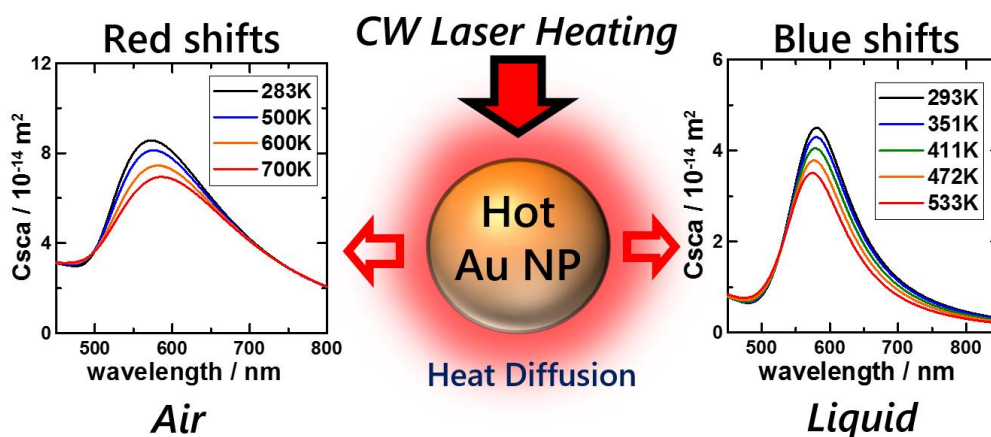 Red shifts
12
8
4
0
500
600
700
800
Csca / 10⁻¹⁴ m²
wavelength / nm
283K
500K
600K
700K
Air
CW Laser Heating
Hot
Au NP
Heat Diffusion
Blue shifts
6
4
2
0
500
600
700
800
Csca / 10⁻¹⁴ m²
wavelength / nm
293K
351K
411K
472K
533K
Liquid